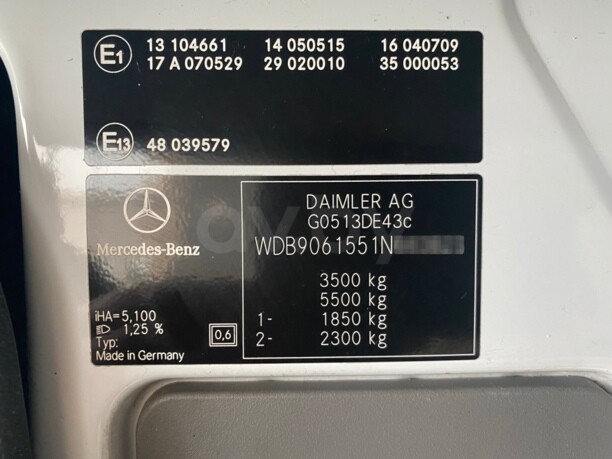 E1 13 104661 14 050515 16 040709
17 A 070529 29 020010 35 000053
E13 48 039579
DAIMLER AG
G0513DE43c
Mercedes-Benz WDB9061551N
3500 kg
5500 kg
iHA=5,100 1- 1850 kg
1,25 % 0,6 2- 2300 kg
Typ:
Made in Germany